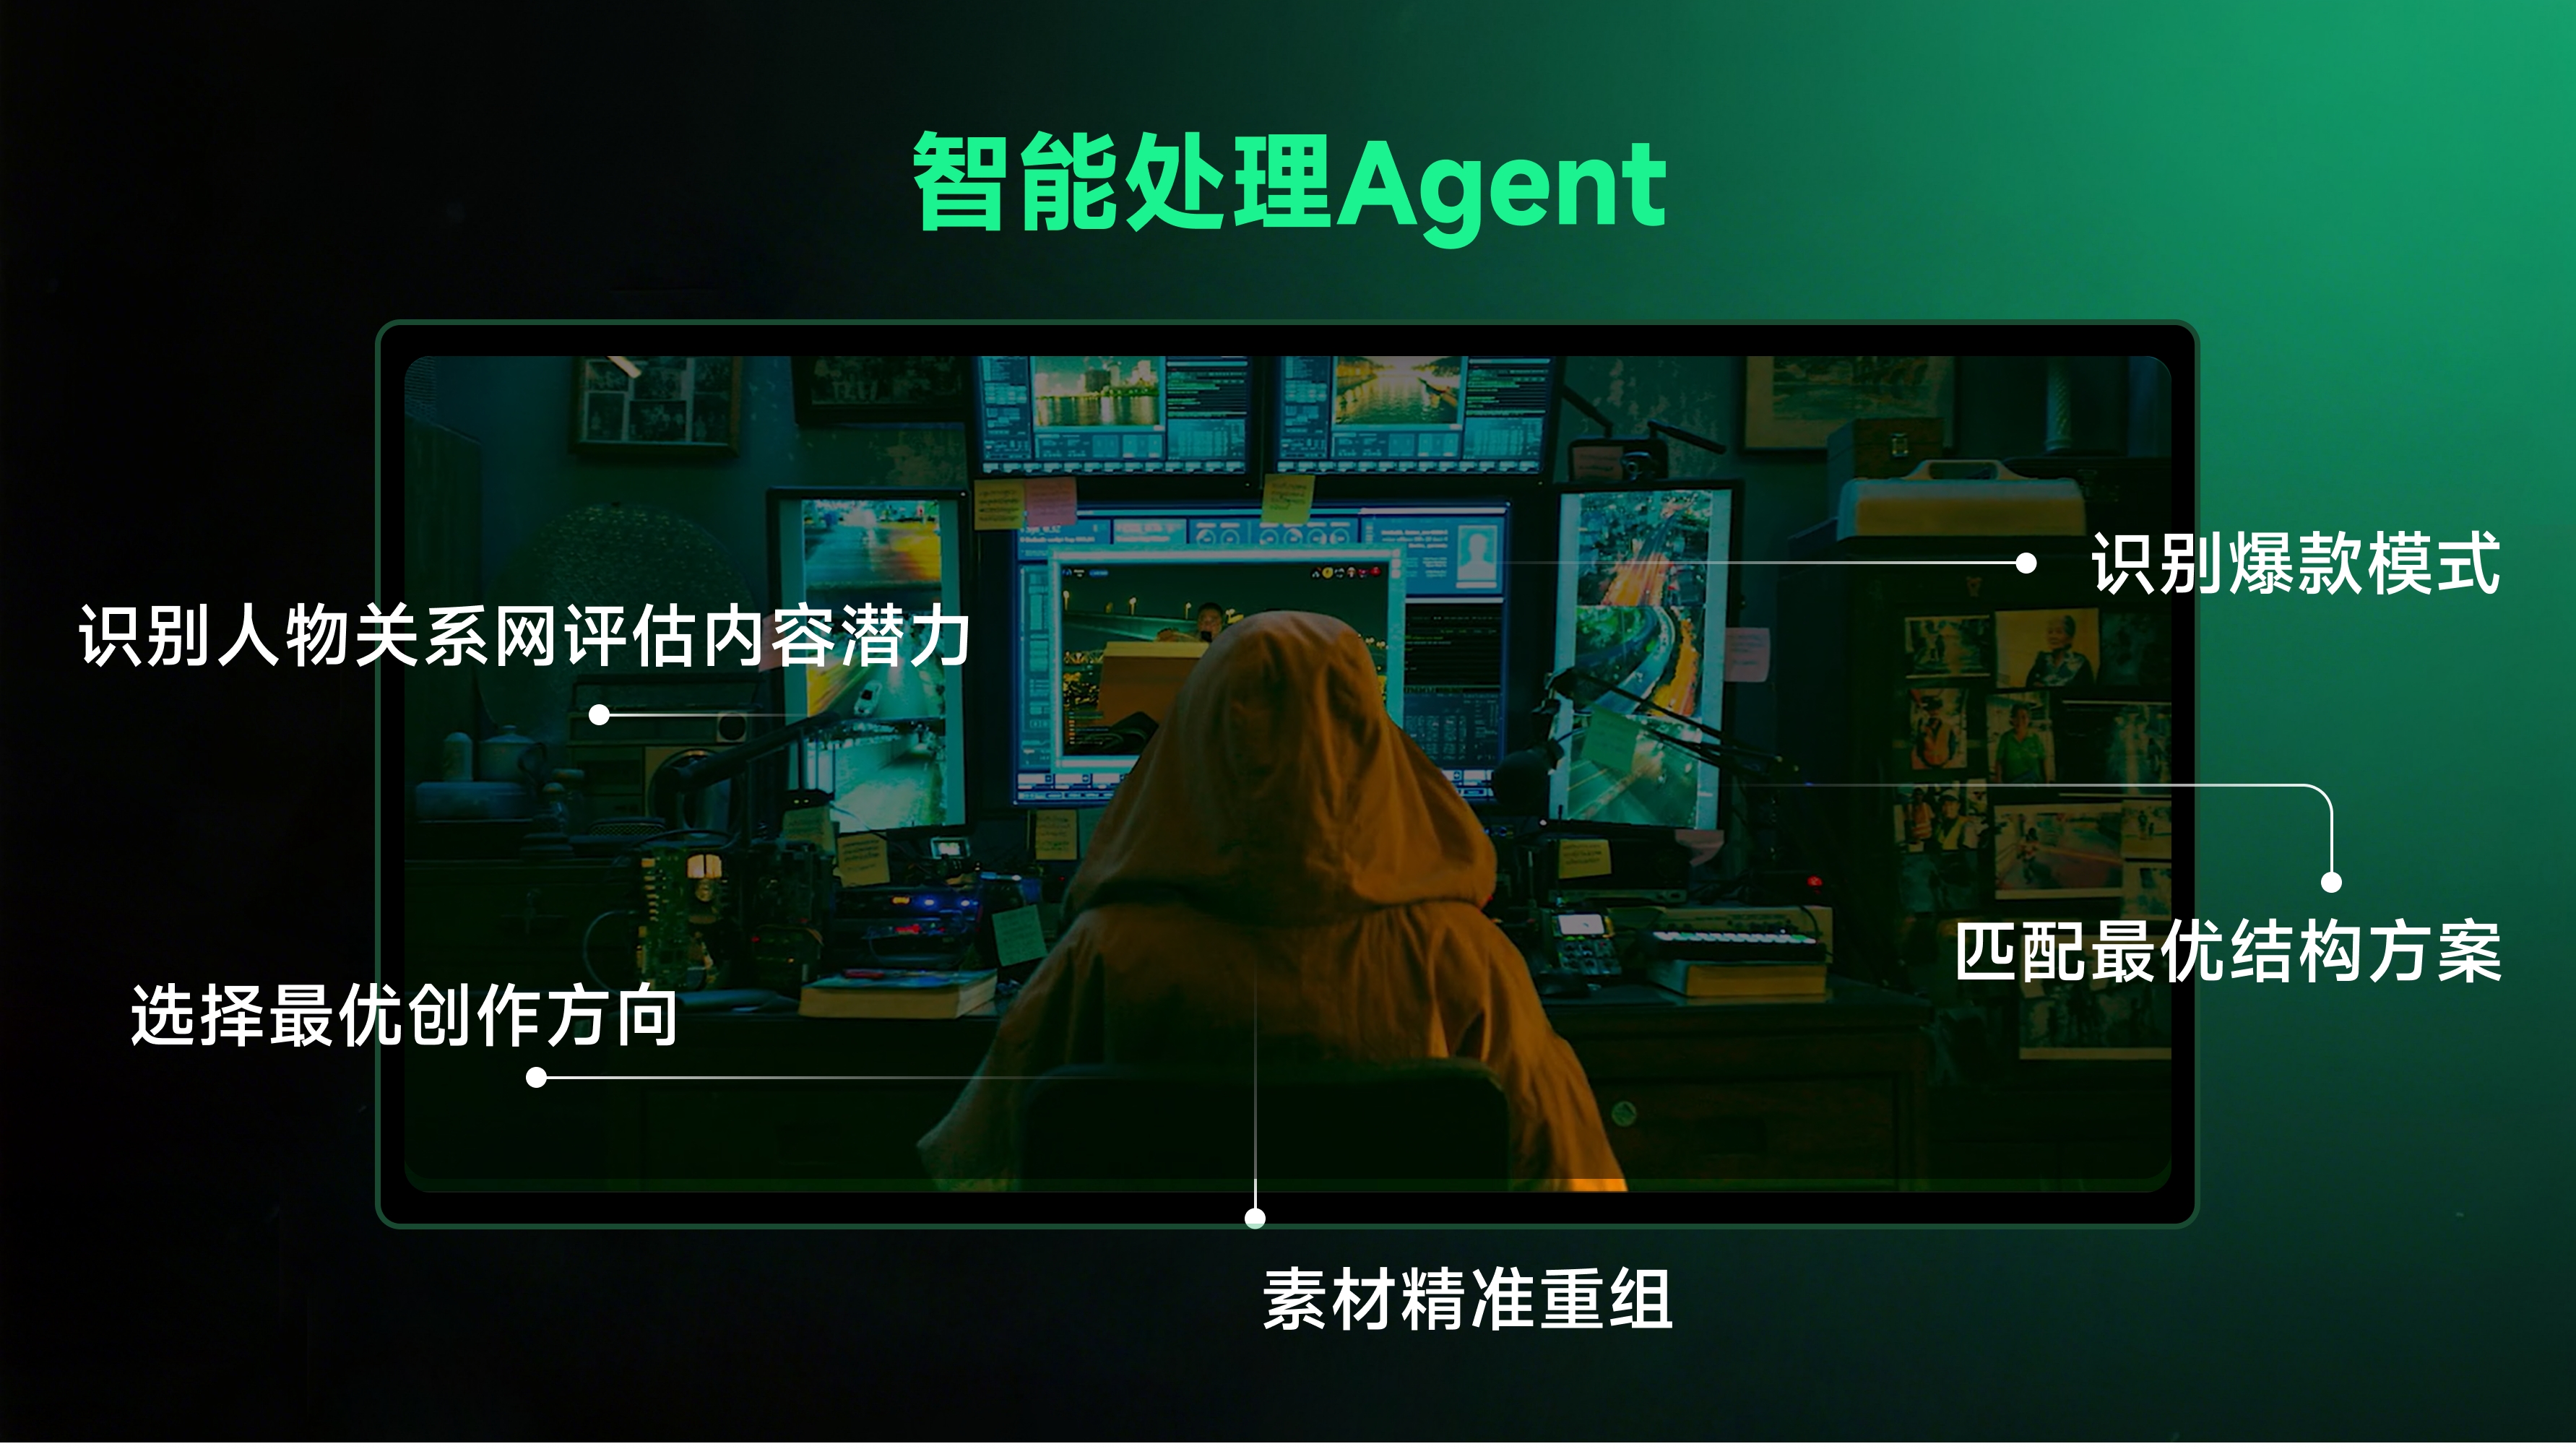 智能处理Agent
识别爆款模式
识别人物关系网评估内容潜力
匹配最优结构方案
选择最优创作方向
素材精准重组